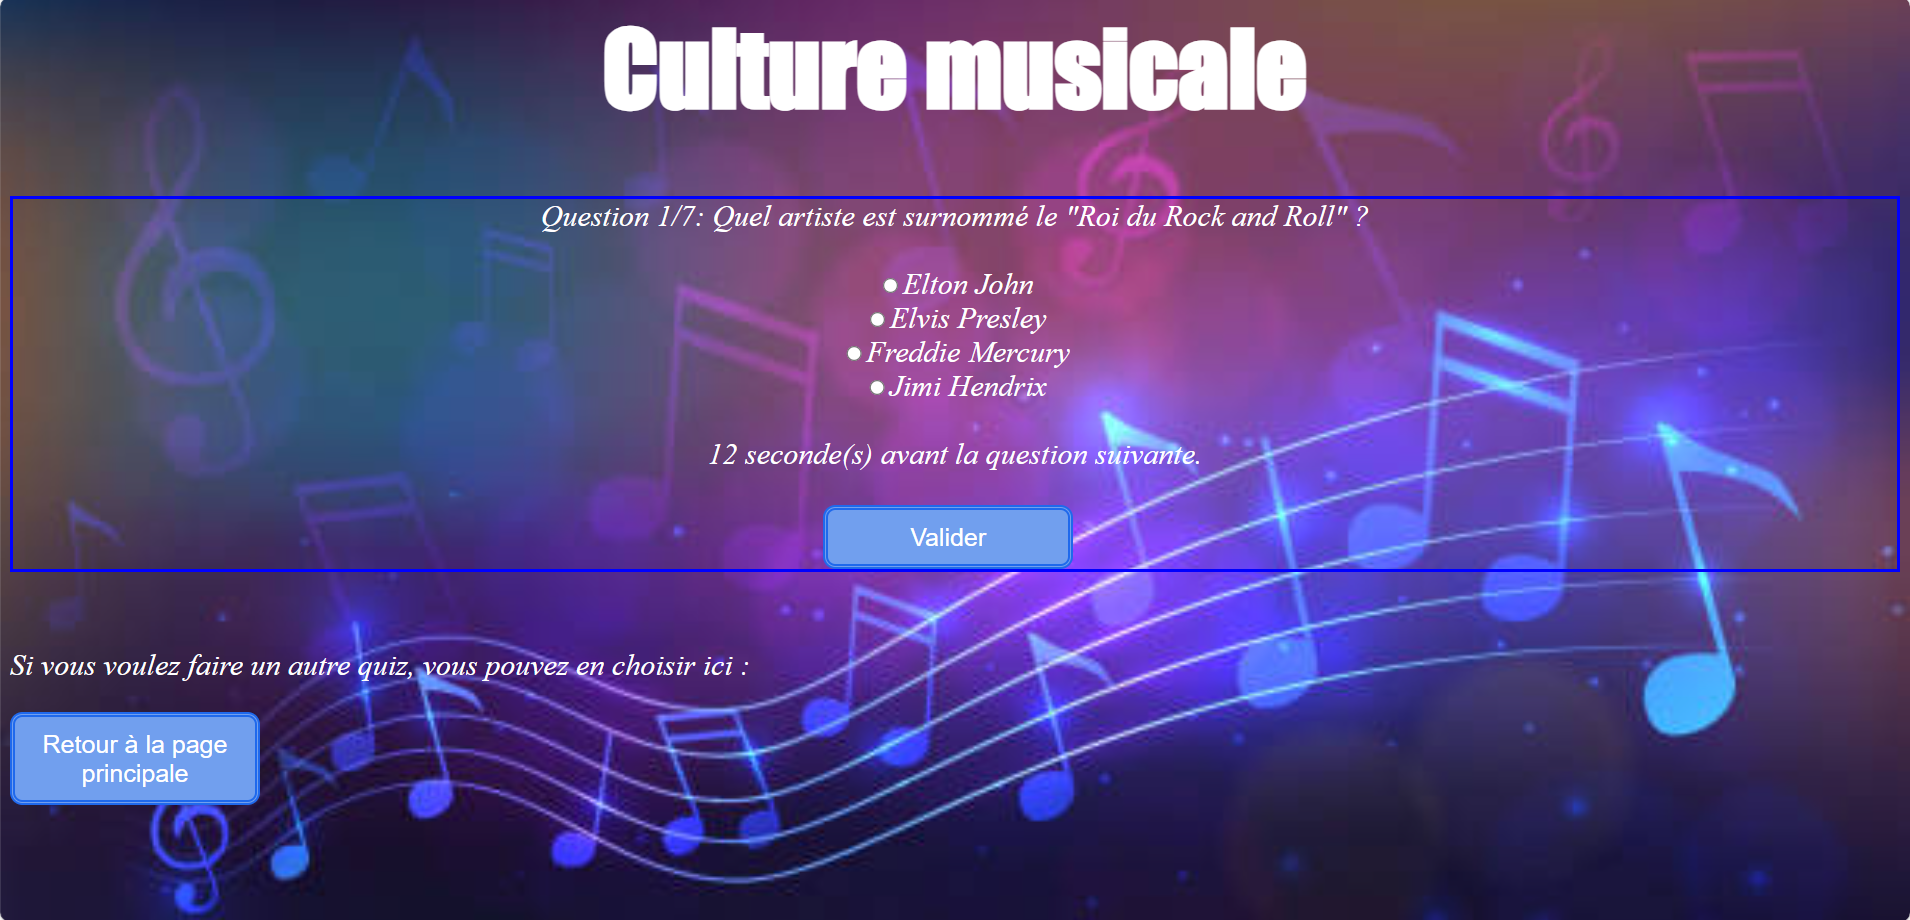 Culture musicale
Question 1/7: Quel artiste est surnommé le "Roi du Rock and Roll" ?
Elton John
Elvis Presley
Freddie Mercury
Jimi Hendrix
12 seconde(s) avant la question suivante.
Valider
Si vous voulez faire un autre quiz, vous pouvez en choisir ici :
Retour à la page
principale